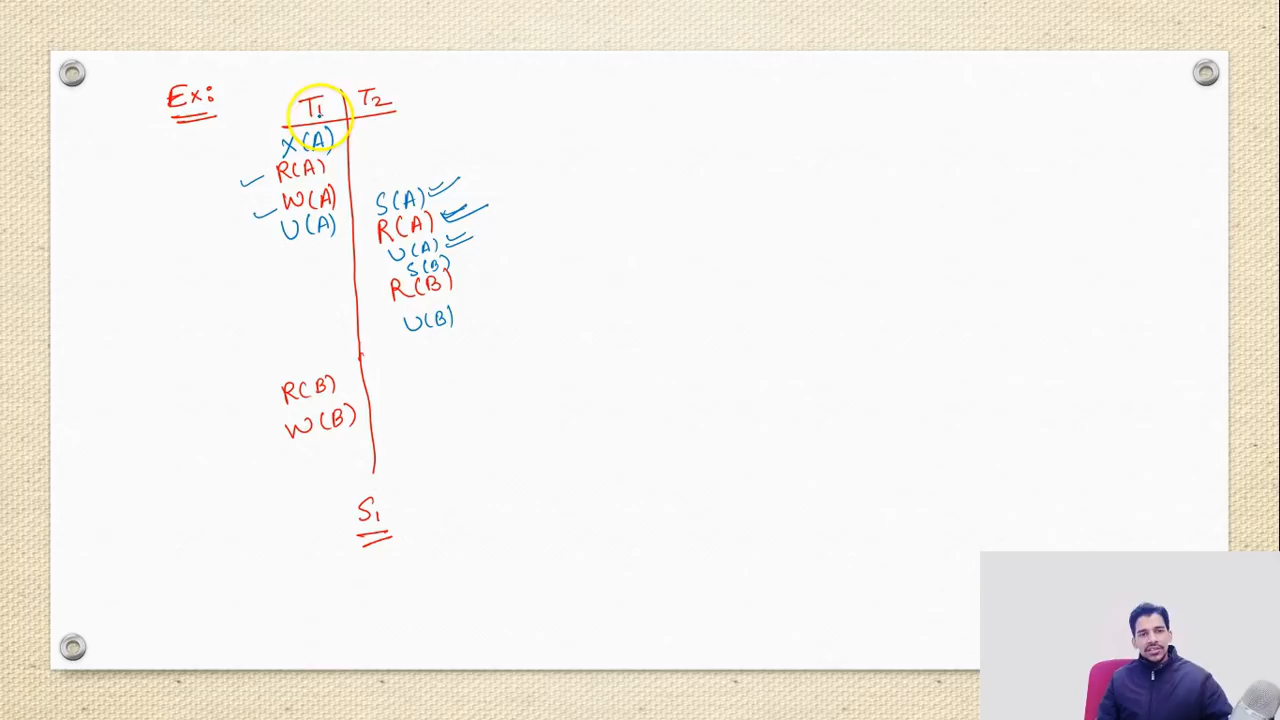 Ex:
T1 T2
X(A)
R(A)
W(A)
U(A)
S(A)
R(A)
U(A)
S(B)
R(B)
U(B)
R(B)
W(B)
S1